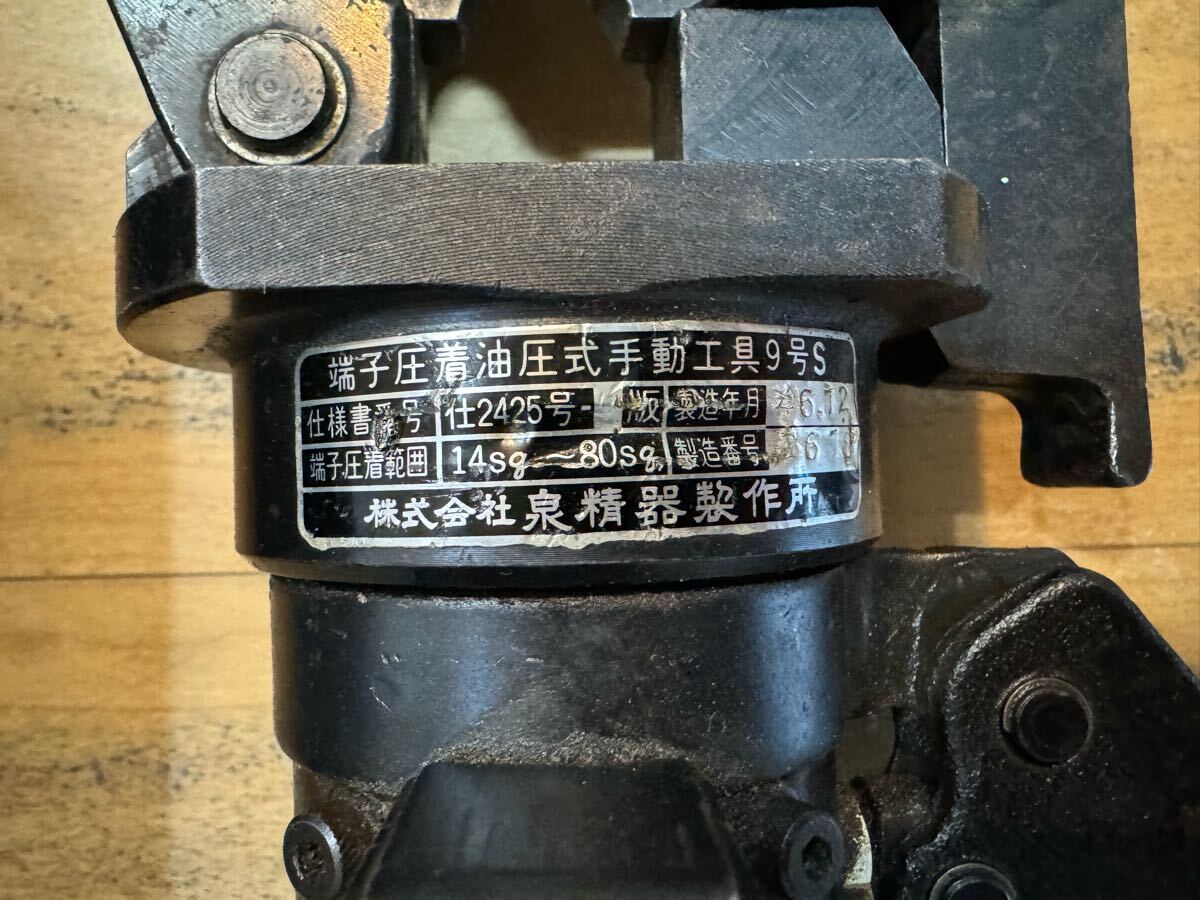 端子圧着油圧式手動工具9号S
仕様書番号 仕2425号- 版 製造年月 6.12
端子圧着範囲 14sq～80sq 製造番号
株式会社泉精器製作所